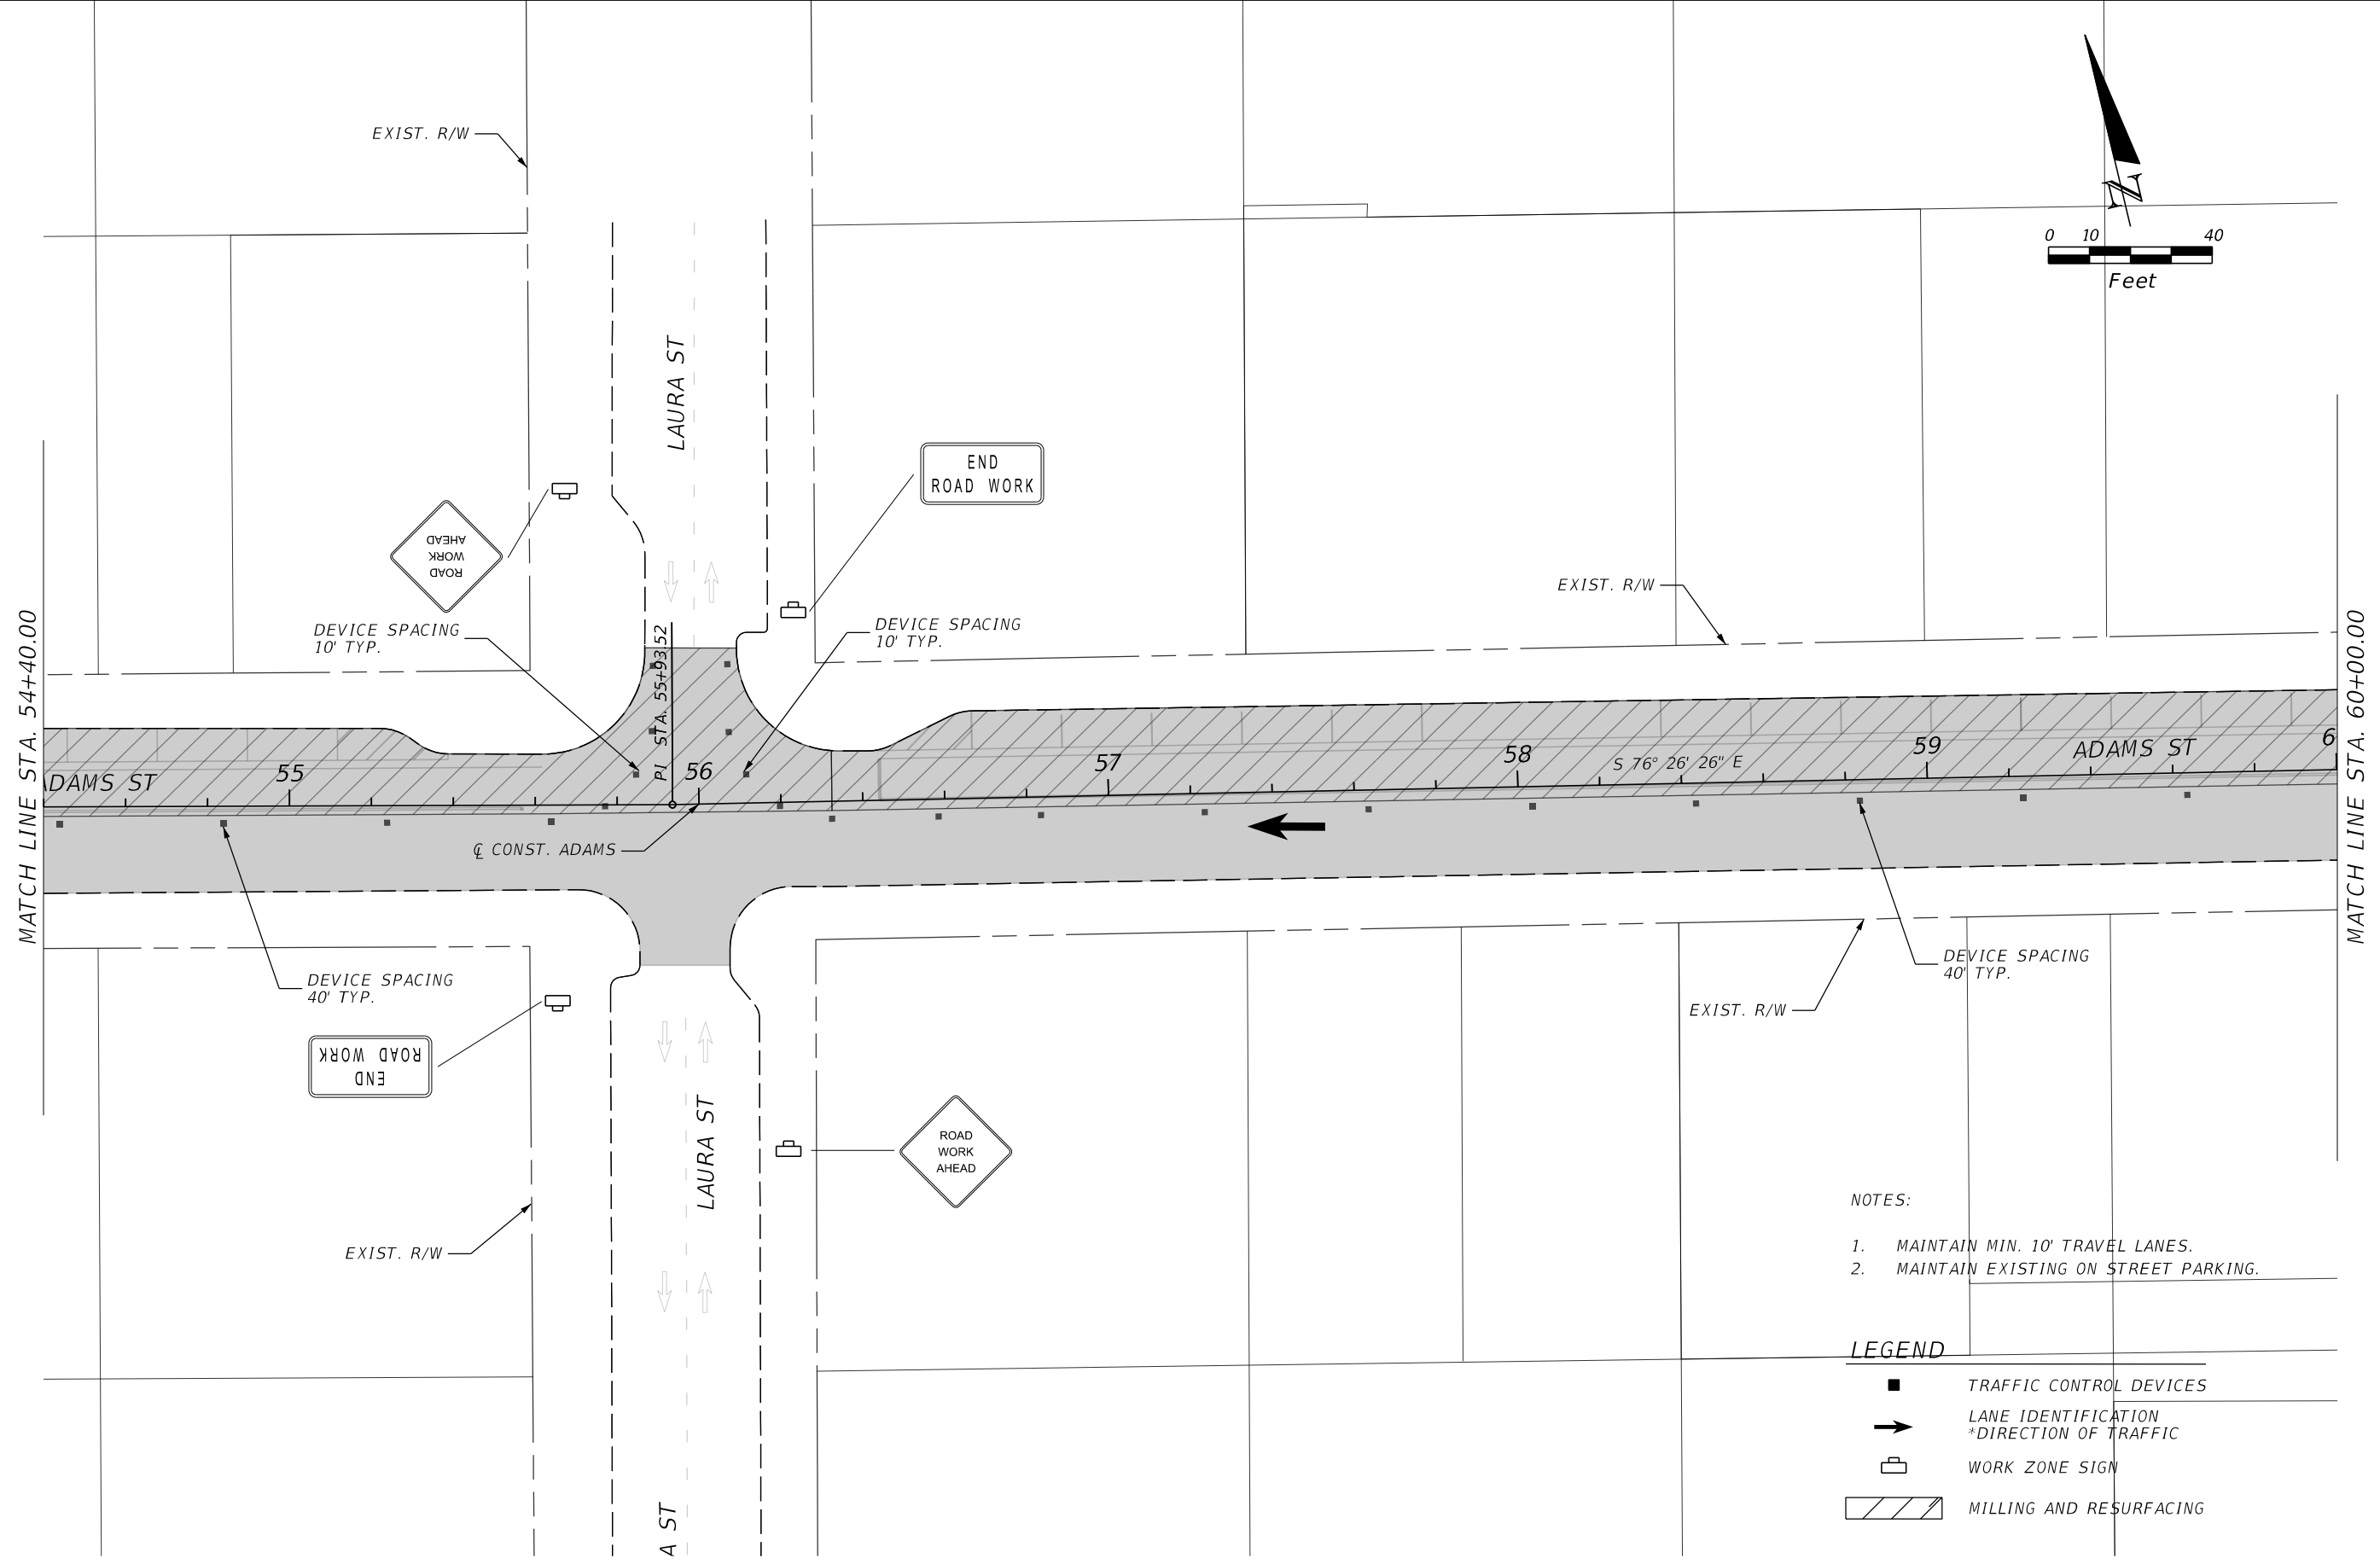 EXIST. R/W
N
0 10 40
Feet
LAURA ST
END
ROAD WORK
ROAD
WORK
AHEAD
EXIST. R/W
DEVICE SPACING
10' TYP.
DEVICE SPACING
10' TYP.
PI STA. 55+93.52
MATCH LINE STA. 54+40.00
MATCH LINE STA. 60+00.00
ADAMS ST
55
56
57
58
S 76° 26' 26" E
59
ADAMS ST
6
℄ CONST. ADAMS
DEVICE SPACING
40' TYP.
DEVICE SPACING
40' TYP.
EXIST. R/W
END
ROAD WORK
LAURA ST
ROAD
WORK
AHEAD
EXIST. R/W
A ST
NOTES:
1. MAINTAIN MIN. 10' TRAVEL LANES.
2. MAINTAIN EXISTING ON STREET PARKING.
LEGEND
TRAFFIC CONTROL DEVICES
LANE IDENTIFICATION
*DIRECTION OF TRAFFIC
WORK ZONE SIGN
MILLING AND RESURFACING